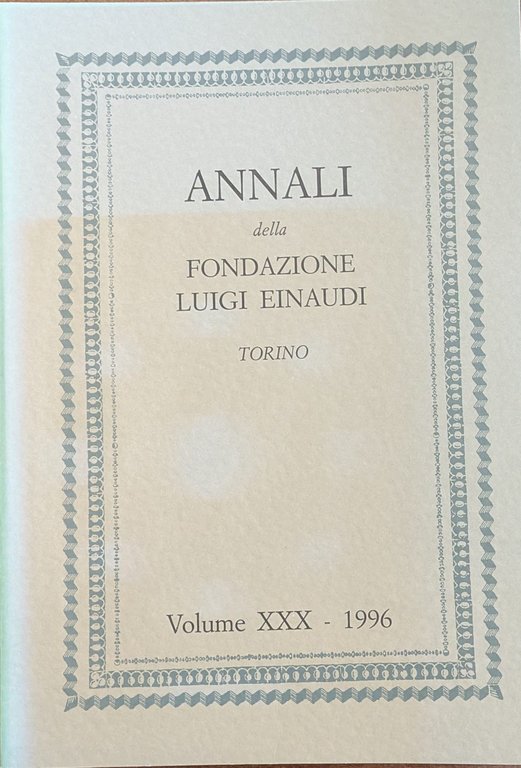 ANNALI
della
FONDAZIONE
LUIGI EINAUDI
TORINO
Volume XXX - 1996